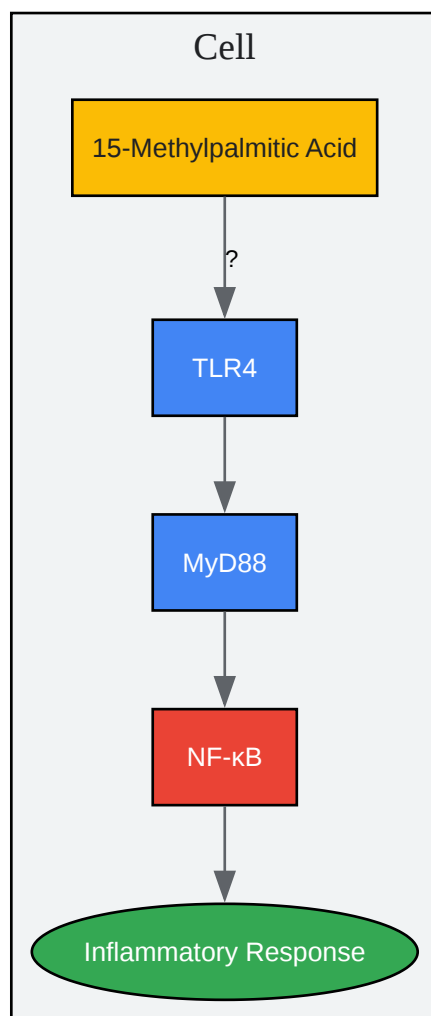 Cell
15-Methylpalmitic Acid
?
TLR4
MyD88
NF-κB
Inflammatory Response